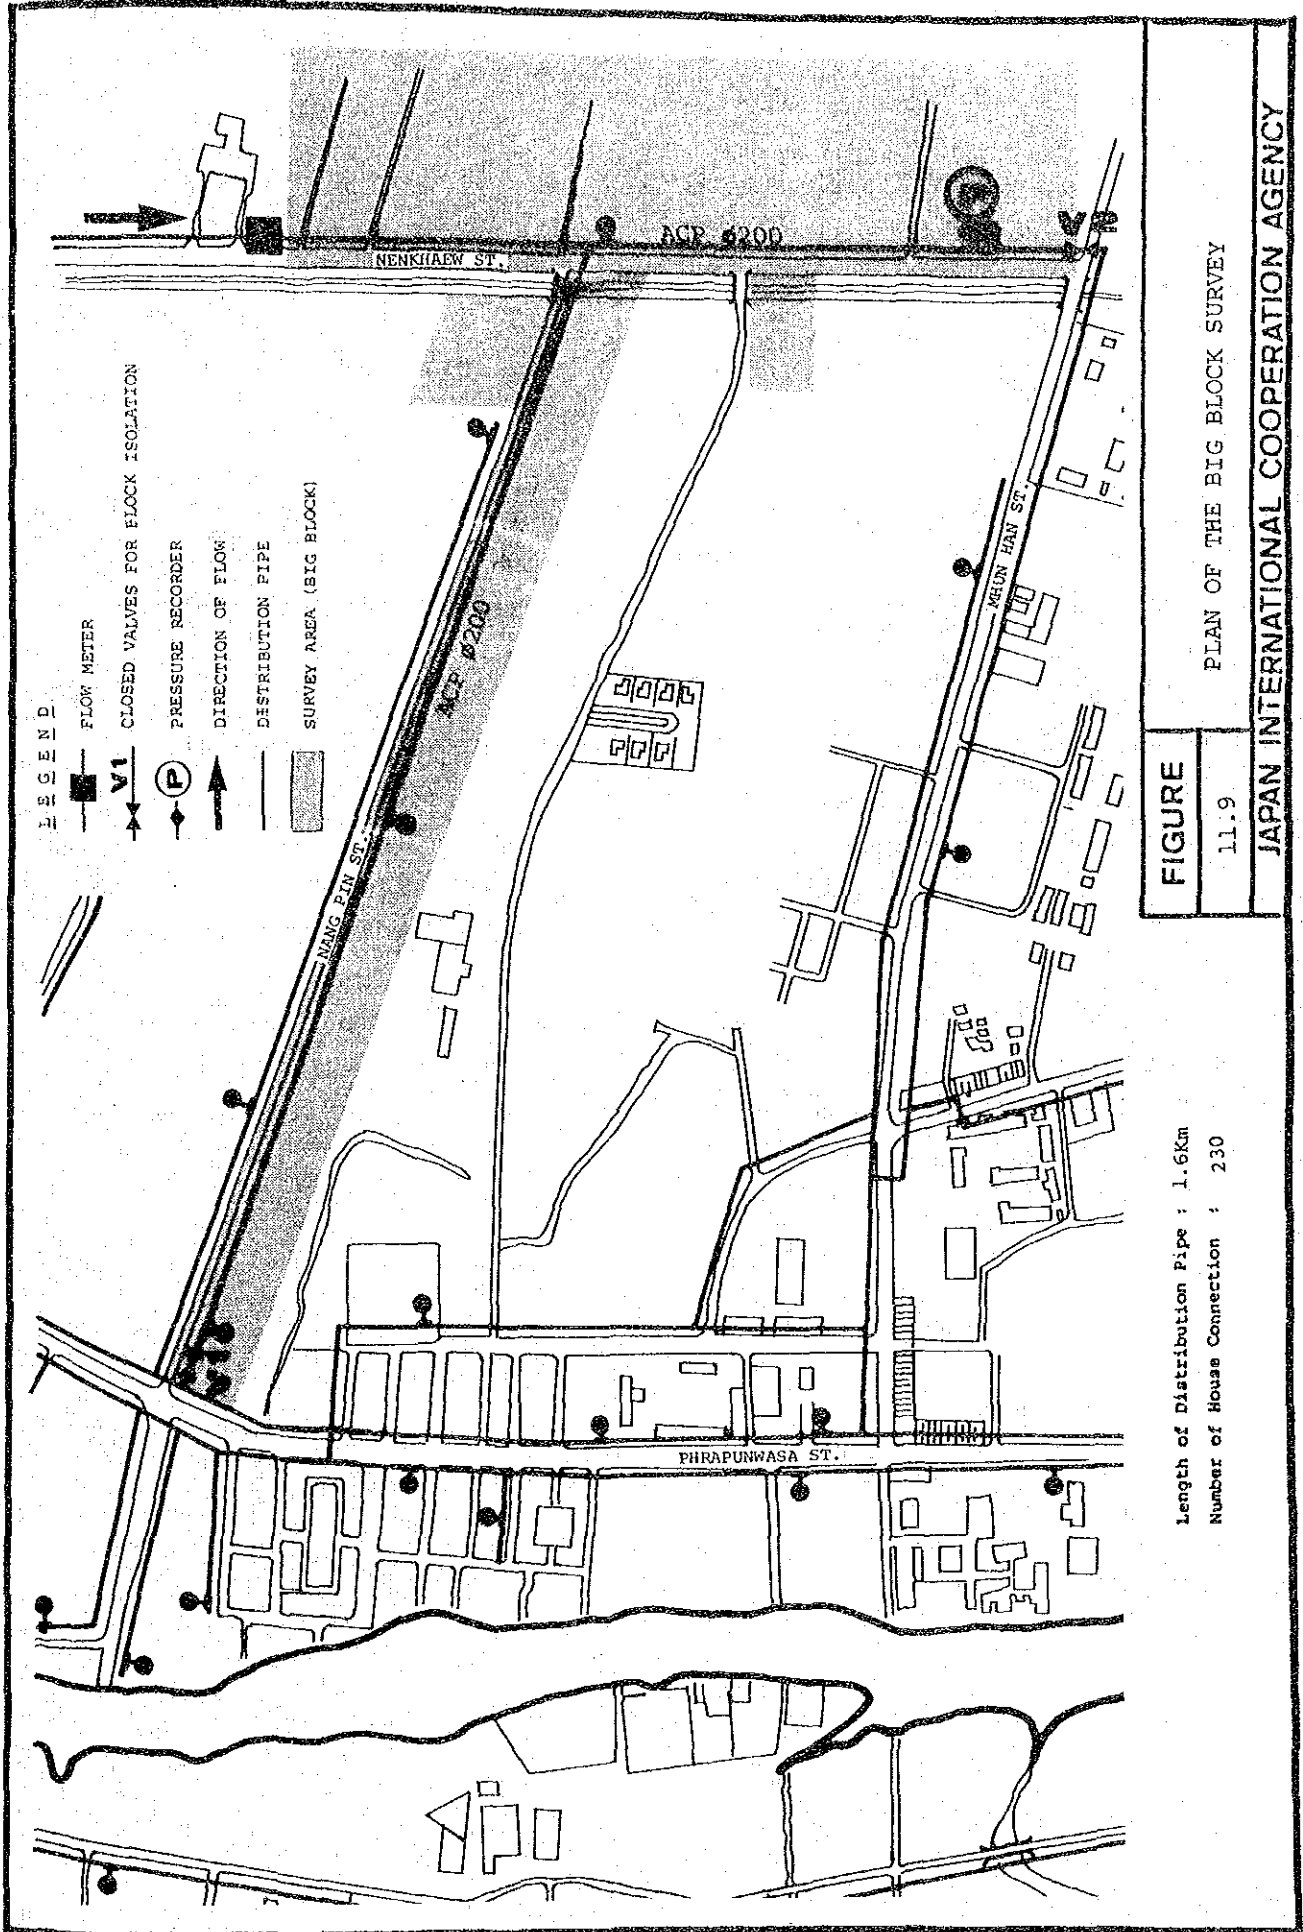 LEGEND
FLOW METER
V1 CLOSED VALVES FOR BLOCK ISOLATION
P PRESSURE RECORDER
DIRECTION OF FLOW
DISTRIBUTION PIPE
SURVEY AREA (BIG BLOCK)
NENKHAEW ST.
ACP ø200
NANG PIN ST.
ACP ø200
MHUN HAN ST.
PHRAPUNWASA ST.
Length of Distribution Pipe : 1.6Km
Number of House Connection : 230
FIGURE
11.9
PLAN OF THE BIG BLOCK SURVEY
JAPAN INTERNATIONAL COOPERATION AGENCY